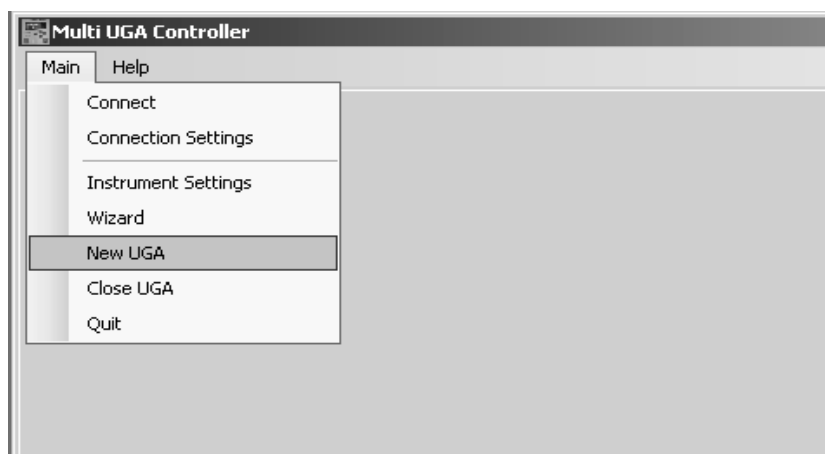 Multi UGA Controller
Main Help
Connect
Connection Settings
Instrument Settings
Wizard
New UGA
Close UGA
Quit